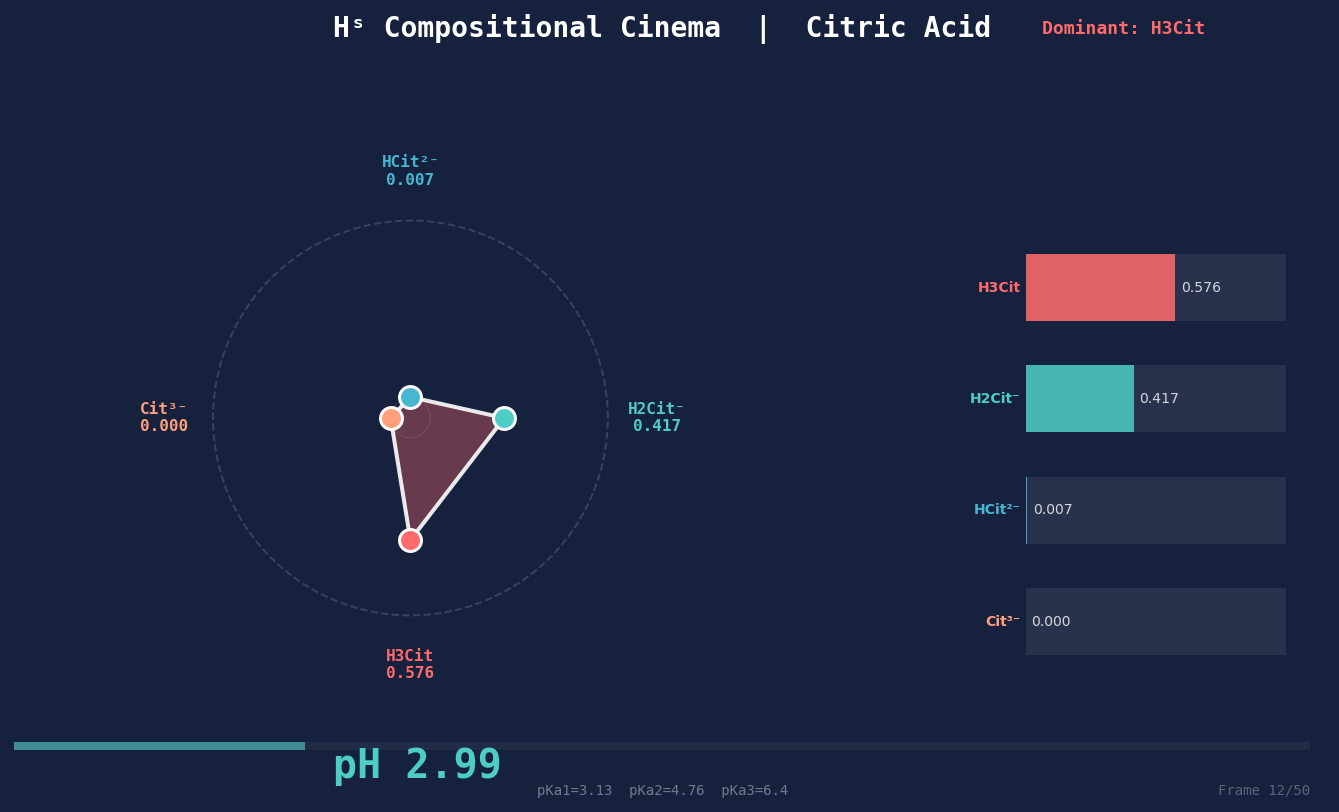 Hˢ Compositional Cinema | Citric Acid
Dominant: H3Cit
HCit²⁻
0.007
Cit³⁻
0.000
H2Cit⁻
0.417
H3Cit
0.576
H3Cit
0.576
H2Cit⁻
0.417
HCit²⁻
0.007
Cit³⁻
0.000
pH 2.99
pKa1=3.13 pKa2=4.76 pKa3=6.4
Frame 12/50